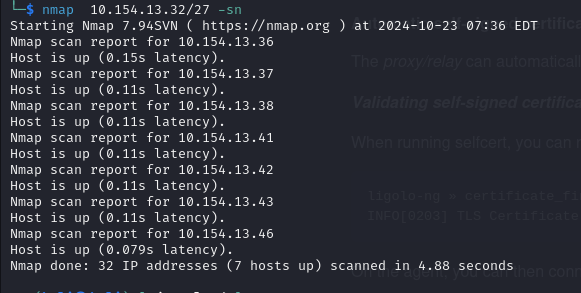 └─$ nmap  10.154.13.32/27 -sn
Starting Nmap 7.94SVN ( https://nmap.org ) at 2024-10-23 07:36 EDT
Nmap scan report for 10.154.13.36
Host is up (0.15s latency).
The proxy/relay can automatical
Nmap scan report for 10.154.13.37
Host is up (0.11s latency).
Nmap scan report for 10.154.13.38
Validating self-signed certifica
Host is up (0.11s latency).
Nmap scan report for 10.154.13.41
When running selfcert, you can
Host is up (0.11s latency).
Nmap scan report for 10.154.13.42
Host is up (0.11s latency).
Nmap scan report for 10.154.13.43
ligolo-ng » certificate_fi
Host is up (0.11s latency).
INFO[0203] TLS Certificate
Nmap scan report for 10.154.13.46
Host is up (0.079s latency).
Nmap done: 32 IP addresses (7 hosts up) scanned in 4.88 seconds